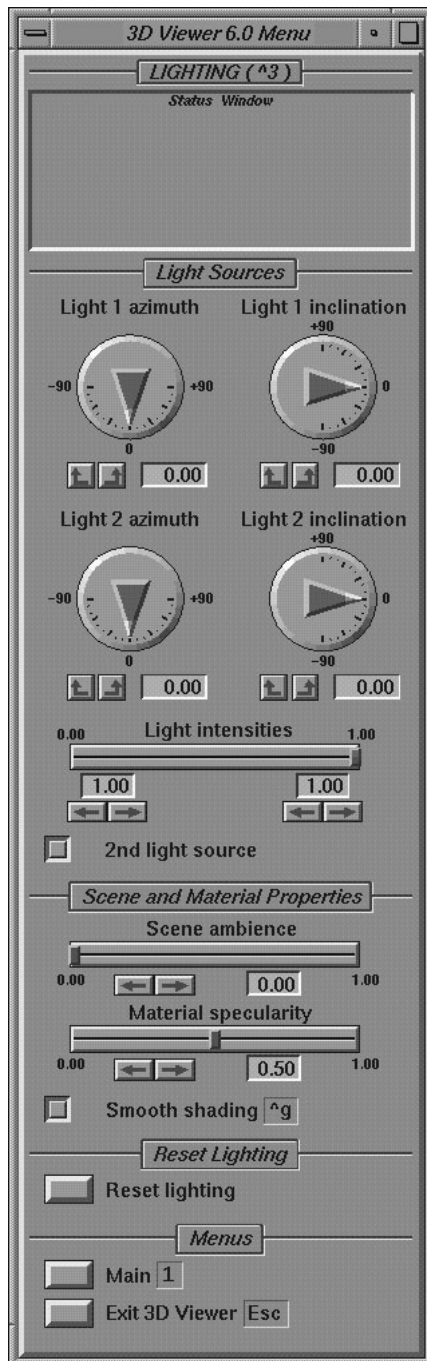 3D Viewer 6.0 Menu
LIGHTING ( ^3 )
Status Window
Light Sources
Light 1 azimuth Light 1 inclination
+90
-90 +90 0
0 -90
0.00 0.00
Light 2 azimuth Light 2 inclination
+90
-90 +90 0
0 -90
0.00 0.00
0.00 Light intensities 1.00
1.00 1.00
2nd light source
Scene and Material Properties
Scene ambience
0.00 0.00 1.00
Material specularity
0.00 0.50 1.00
Smooth shading ^g
Reset Lighting
Reset lighting
Menus
Main 1
Exit 3D Viewer Esc